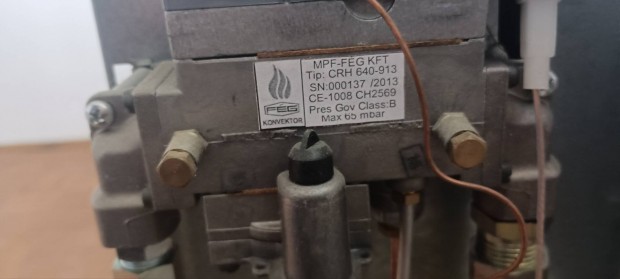 MPF-FÉG KFT
Tip: CRH 640-913
SN:000137 /2013
CE-1008 CH2569
Pres Gov Class:B
Max 65 mbar
FÉG
KONVEKTOR